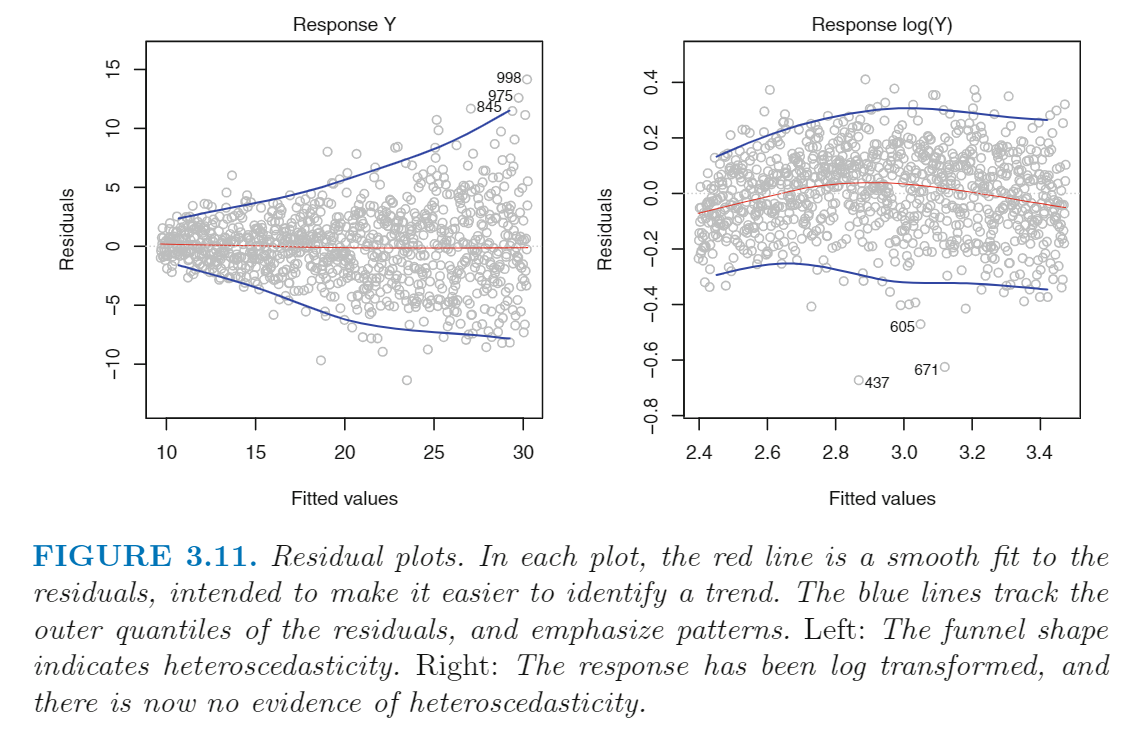 Response Y
15
10
5
0
−5
−10
Residuals
998
975
845
10 15 20 25 30
Fitted values
Response log(Y)
0.4
0.2
0.0
−0.2
−0.4
−0.6
−0.8
Residuals
605
671
437
2.4 2.6 2.8 3.0 3.2 3.4
Fitted values
FIGURE 3.11. Residual plots. In each plot, the red line is a smooth fit to the
residuals, intended to make it easier to identify a trend. The blue lines track the
outer quantiles of the residuals, and emphasize patterns. Left: The funnel shape
indicates heteroscedasticity. Right: The response has been log transformed, and
there is now no evidence of heteroscedasticity.